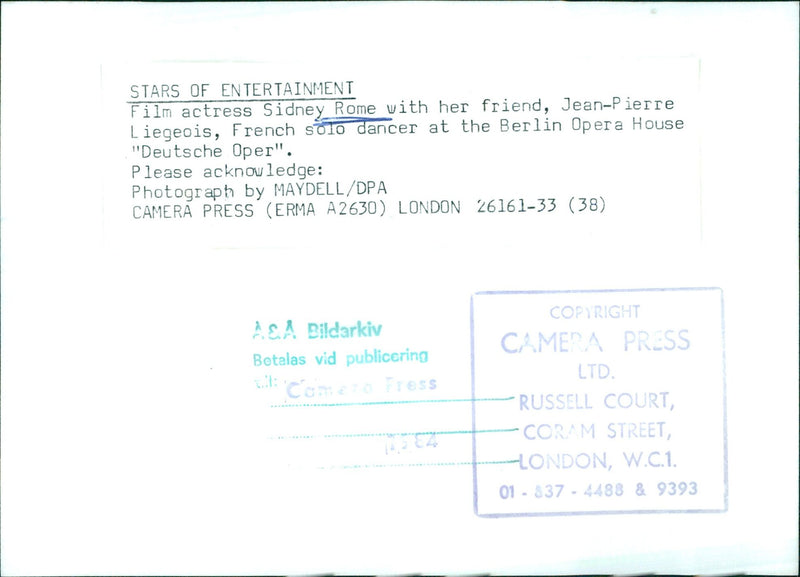 STARS OF ENTERTAINMENT
Film actress Sidney Rome with her friend, Jean-Pierre
Liegeois, French solo dancer at the Berlin Opera House
"Deutsche Oper".
Please acknowledge:
Photograph by MAYDELL/DPA
CAMERA PRESS (ERMA A2630) LONDON 26161-33 (38)
A&Å Bildarkiv
Betalas vid publicering
till:
Camera Press
COPYRIGHT
CAMERA PRESS
LTD.
RUSSELL COURT,
CORAM STREET,
LONDON, W.C.1.
01 - 837 - 4488 & 9393